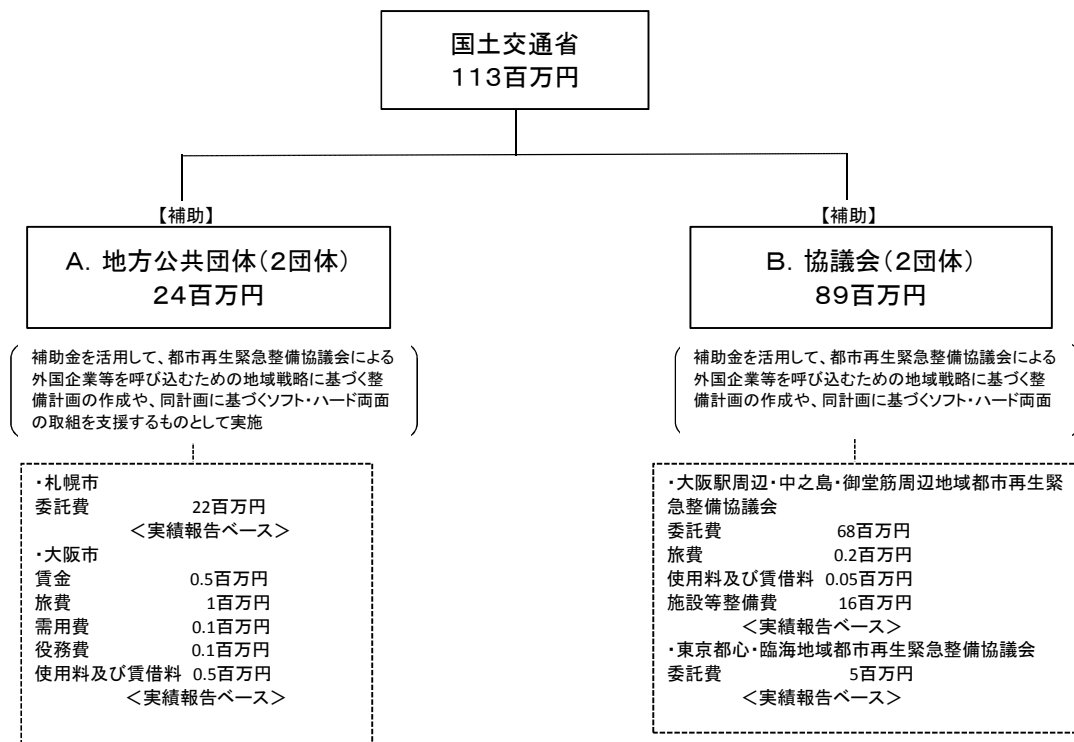 国土交通省
113百万円
【補助】
A. 地方公共団体(2団体)
24百万円
補助金を活用して、都市再生緊急整備協議会による
外国企業等を呼び込むための地域戦略に基づく整
備計画の作成や、同計画に基づくソフト・ハード両面
の取組を支援するものとして実施
・札幌市
委託費 22百万円
<実績報告ベース>
・大阪市
賃金 0.5百万円
旅費 1百万円
需用費 0.1百万円
役務費 0.1百万円
使用料及び賃借料 0.5百万円
<実績報告ベース>
【補助】
B. 協議会(2団体)
89百万円
補助金を活用して、都市再生緊急整備協議会による
外国企業等を呼び込むための地域戦略に基づく整
備計画の作成や、同計画に基づくソフト・ハード両面
・大阪駅周辺・中之島・御堂筋周辺地域都市再生緊
急整備協議会
委託費 68百万円
旅費 0.2百万円
使用料及び賃借料 0.05百万円
施設等整備費 16百万円
<実績報告ベース>
・東京都心・臨海地域都市再生緊急整備協議会
委託費 5百万円
<実績報告ベース>